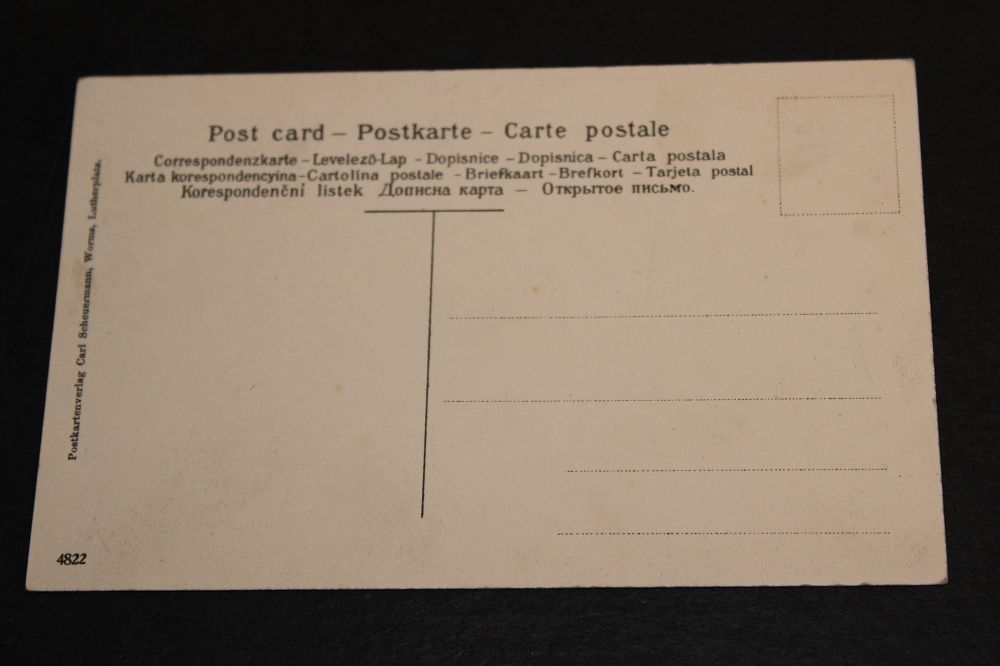 Post card – Postkarte – Carte postale
Correspondenzkarte – Levelező-Lap – Dopisnice – Dopisnica – Carta postala
Karta korespondencyina – Cartolina postale – Briefkaart – Brefkort – Tarjeta postal
Korespondenční listek Дописна карта — Открытое письмо.
Postkartenverlag Carl Scheuermann, Worms, Lutherplatz.
4822